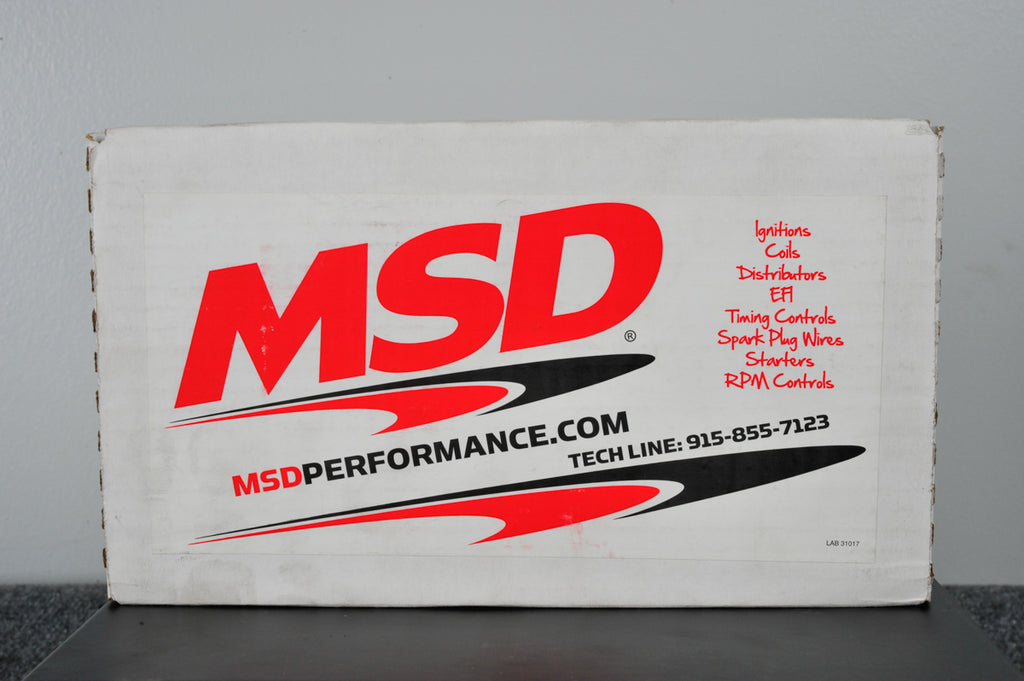 MSD®
Ignitions
Coils
Distributors
EFI
Timing Controls
Spark Plug Wires
Starters
RPM Controls
MSDPERFORMANCE.COM
TECH LINE: 915-855-7123
LAB 31017